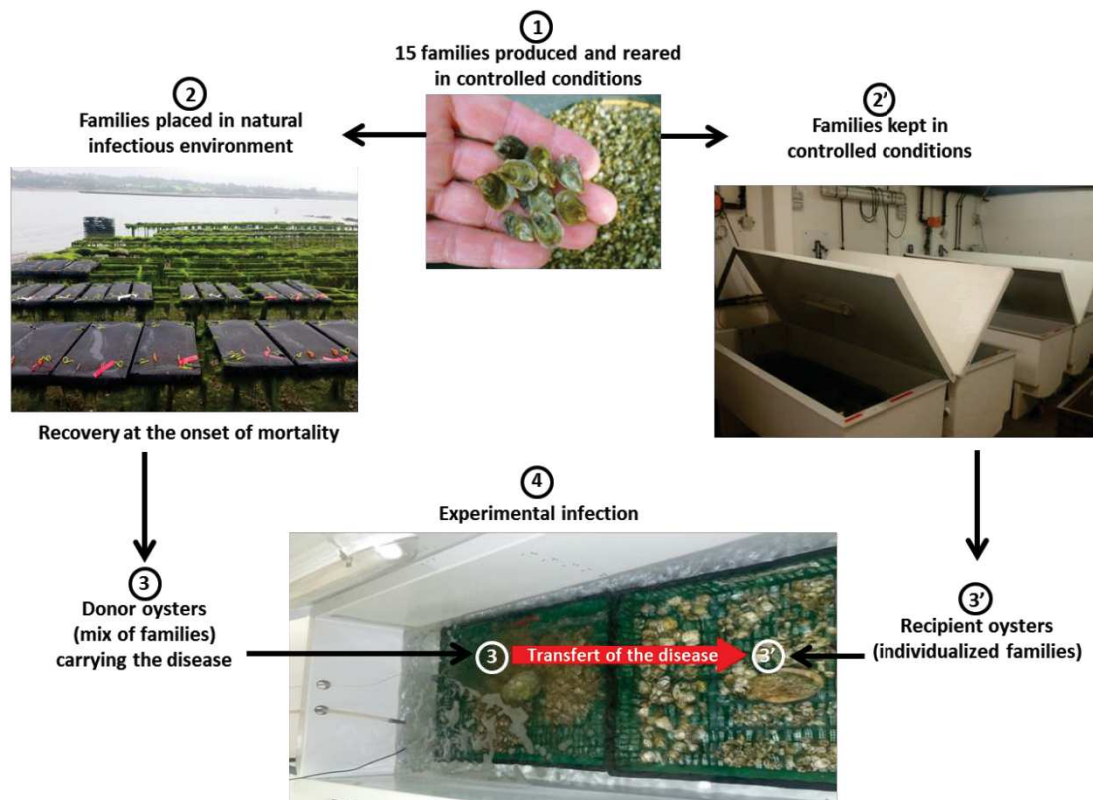 1
15 families produced and reared
in controlled conditions
2
Families placed in natural
infectious environment
2'
Families kept in
controlled conditions
Recovery at the onset of mortality
4
Experimental infection
3
Donor oysters
(mix of families)
carrying the disease
3
Transfert of the disease
3'
3'
Recipient oysters
(individualized families)